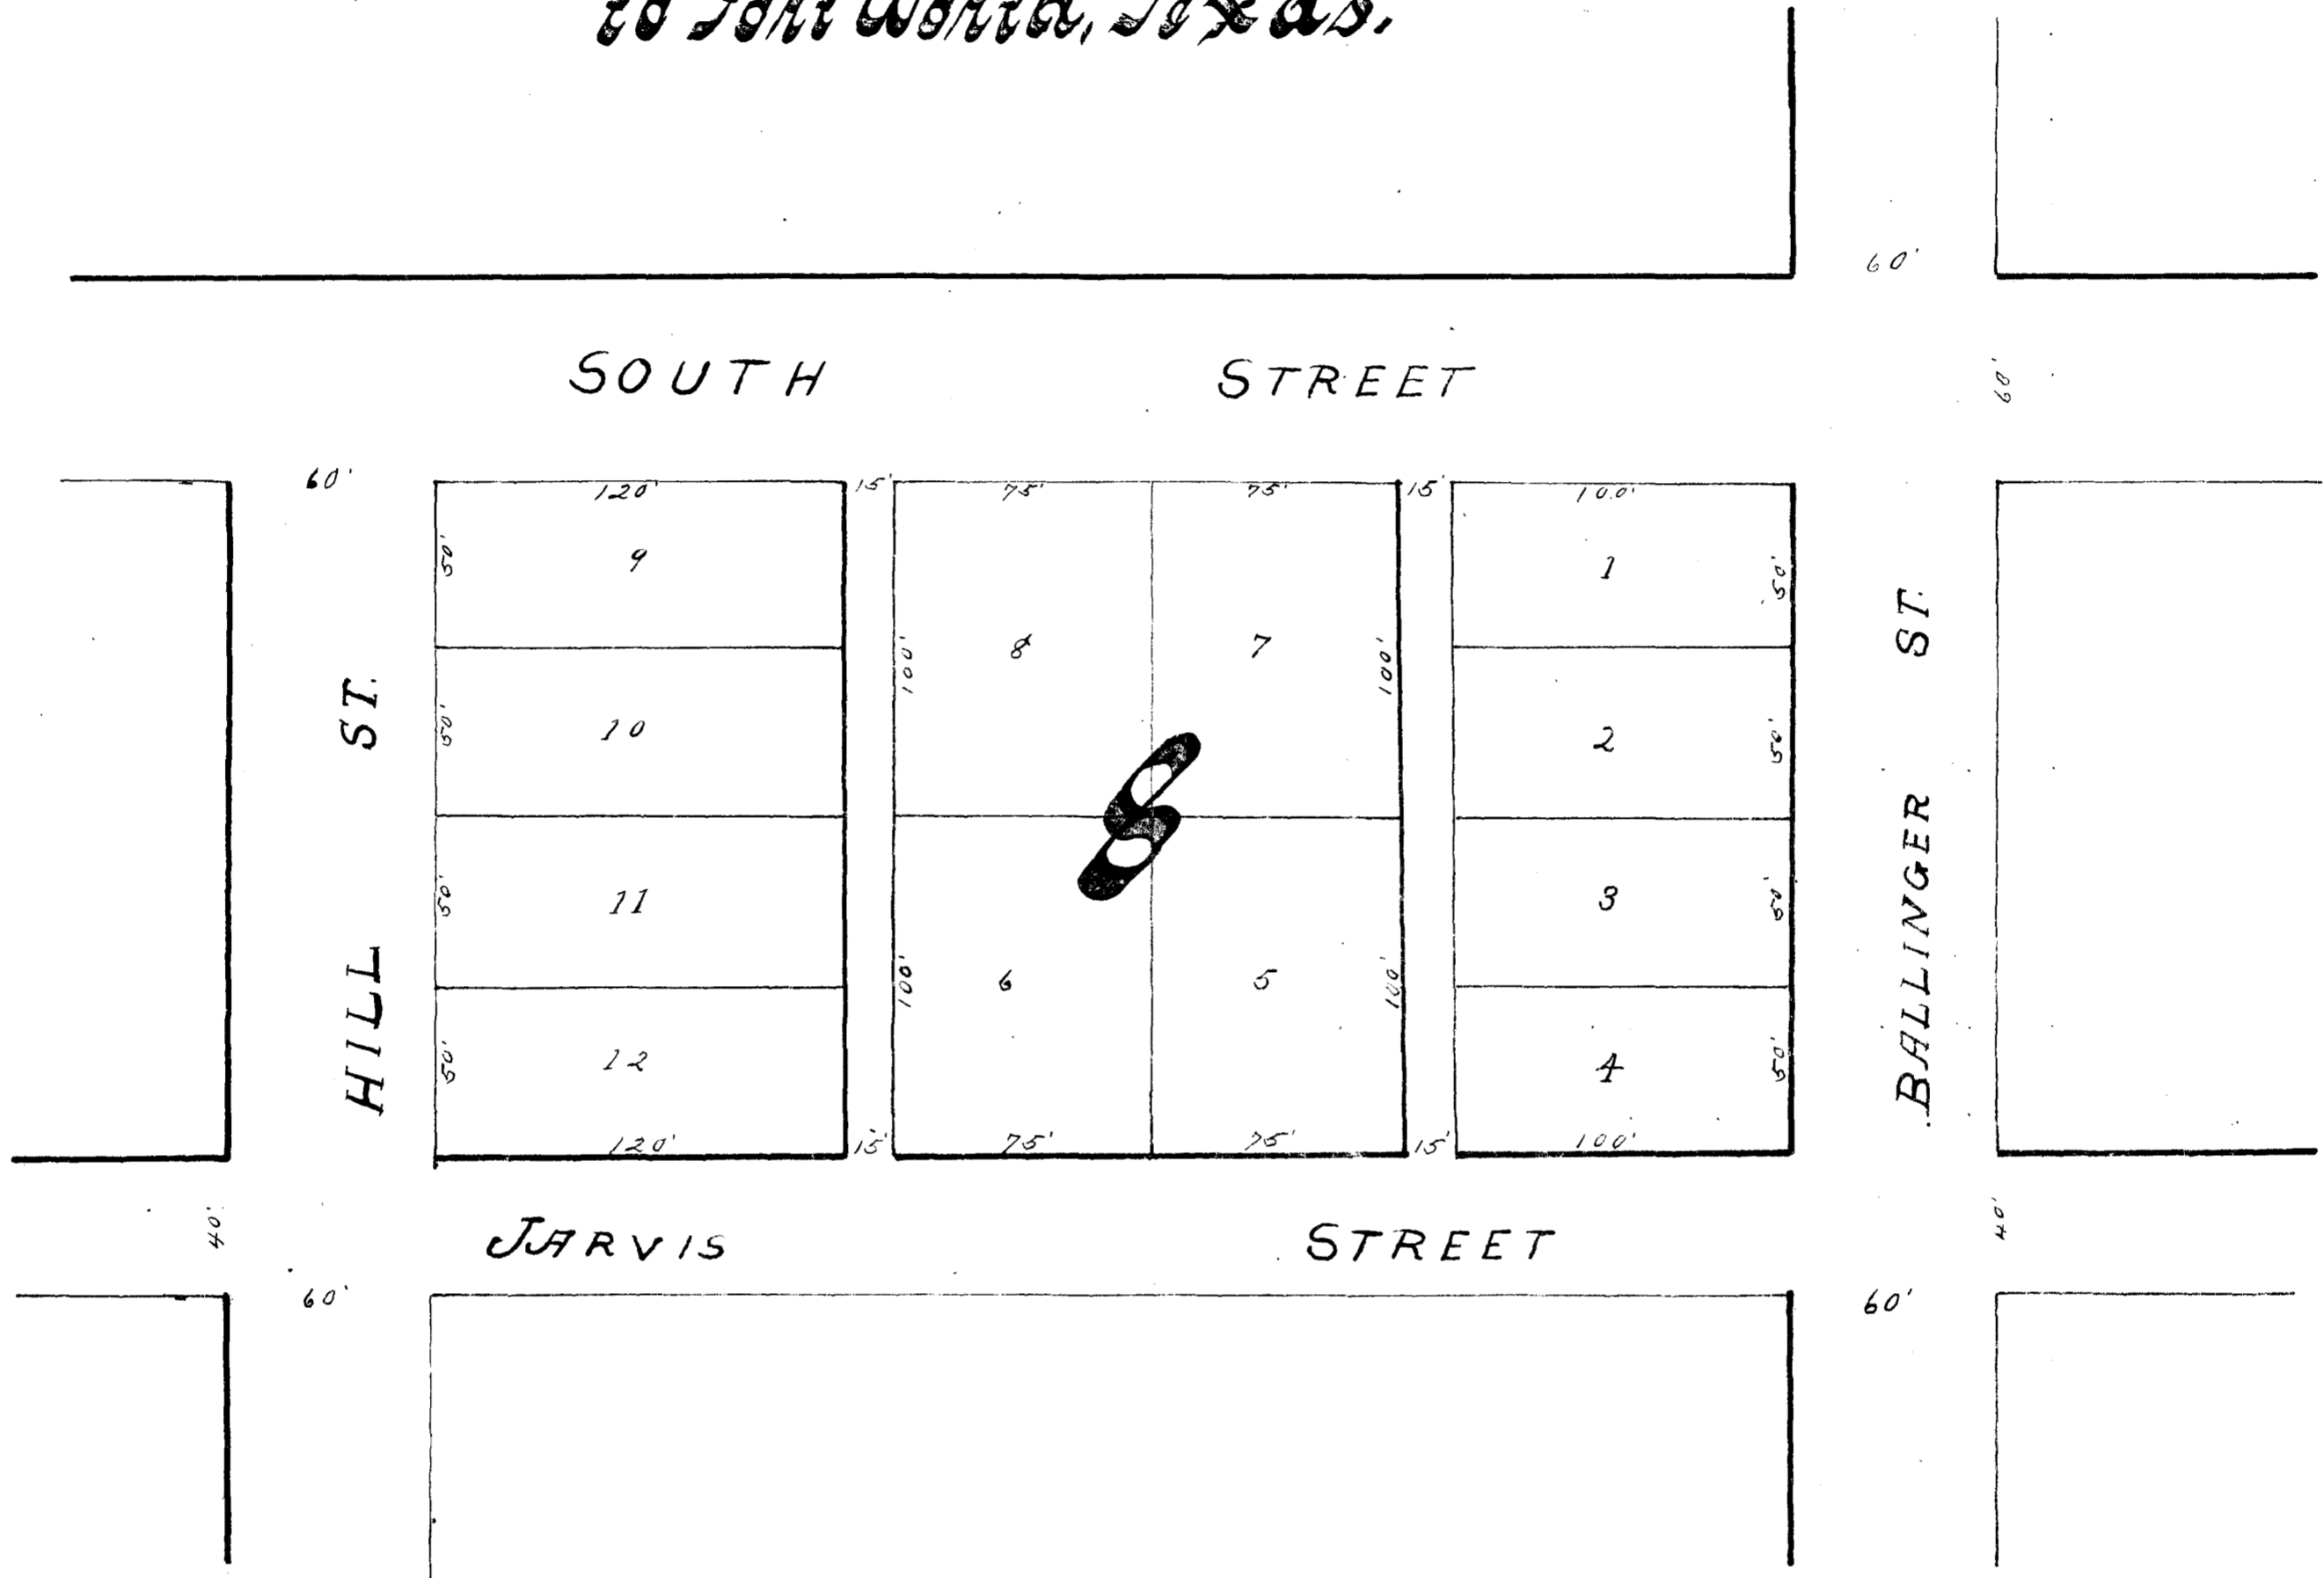 to Fort Worth, Texas.
60'
SOUTH STREET
60'
60'
120' 15' 75' 75' 15' 100'
50' 9 1 50'
100' 8 7 100'
HILL ST.
BALLINGER ST.
50' 10 2 50'
8
50' 11 3 50'
100' 6 5 100'
50' 12 4 50'
120' 15' 75' 75' 15' 100'
40' JARVIS STREET 40'
60' 60'